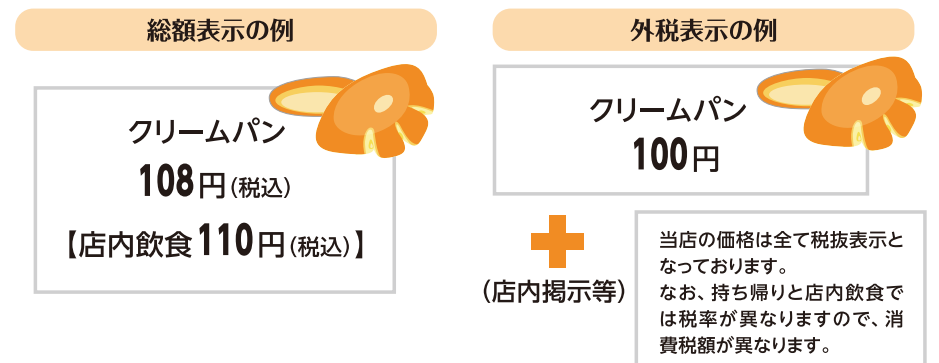 総額表示の例
クリームパン
108円(税込)
【店内飲食110円(税込)】
外税表示の例
クリームパン
100円
(店内掲示等)
当店の価格は全て税抜表示と
なっております。
なお、持ち帰りと店内飲食で
は税率が異なりますので、消
費税額が異なります。